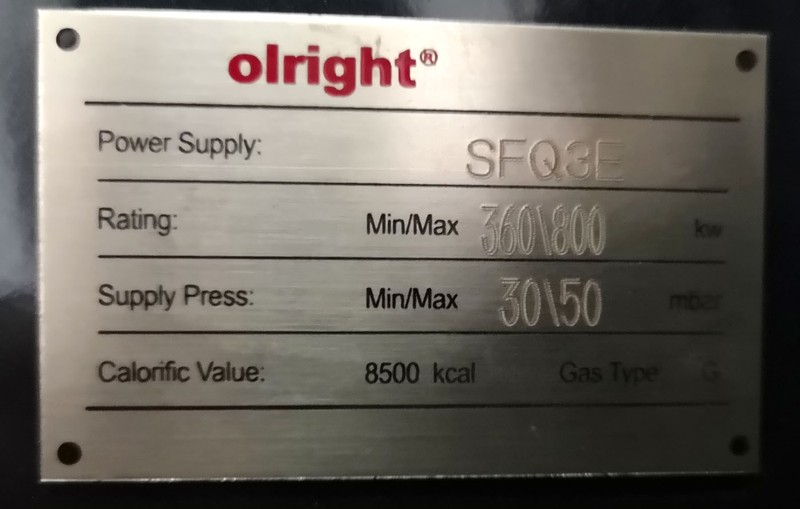 olright®
Power Supply: SFQ3E
Rating: Min/Max 360\800 kw
Supply Press: Min/Max 30\50 mbar
Calorific Value: 8500 kcal Gas Type G